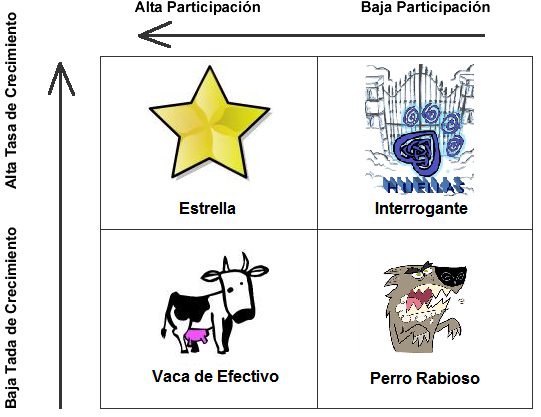 Alta Participación
Baja Participación
Alta Tasa de Crecimiento
HUELLAS
Estrella
Interrogante
Baja Tada de Crecimiento
Vaca de Efectivo
Perro Rabioso